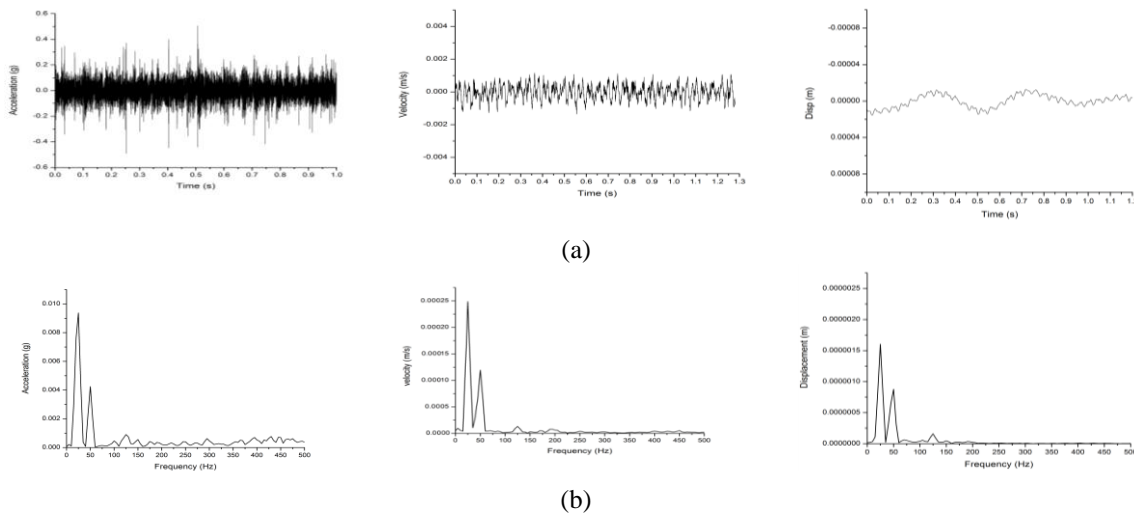 0.6
0.4
0.2
0.0
-0.2
-0.4
-0.6
Acceleration (g)
0.0 0.1 0.2 0.3 0.4 0.5 0.6 0.7 0.8 0.9 1.0
Time (s)
0.004
0.002
0.000
-0.002
-0.004
Velocity (m/s)
0.0 0.1 0.2 0.3 0.4 0.5 0.6 0.7 0.8 0.9 1.0 1.1 1.2 1.3
Time (s)
-0.00008
-0.00004
0.00000
0.00004
0.00008
Disp (m)
0.0 0.1 0.2 0.3 0.4 0.5 0.6 0.7 0.8 0.9 1.0 1.1
Time (s)
(a)
0.010
0.008
0.006
0.004
0.002
0.000
Acceleration (g)
0 50 100 150 200 250 300 350 400 450 500
Frequency (Hz)
0.00025
0.00020
0.00015
0.00010
0.00005
0.00000
velocity (m/s)
0 50 100 150 200 250 300 350 400 450 500
Frequency (Hz)
0.0000025
0.0000020
0.0000015
0.0000010
0.0000005
0.0000000
Displacement (m)
0 50 100 150 200 250 300 350 400 450 500
Frequency (Hz)
(b)